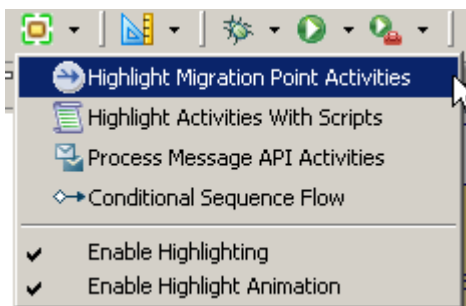 Highlight Migration Point Activities
Highlight Activities With Scripts
Process Message API Activities
Conditional Sequence Flow
Enable Highlighting
Enable Highlight Animation